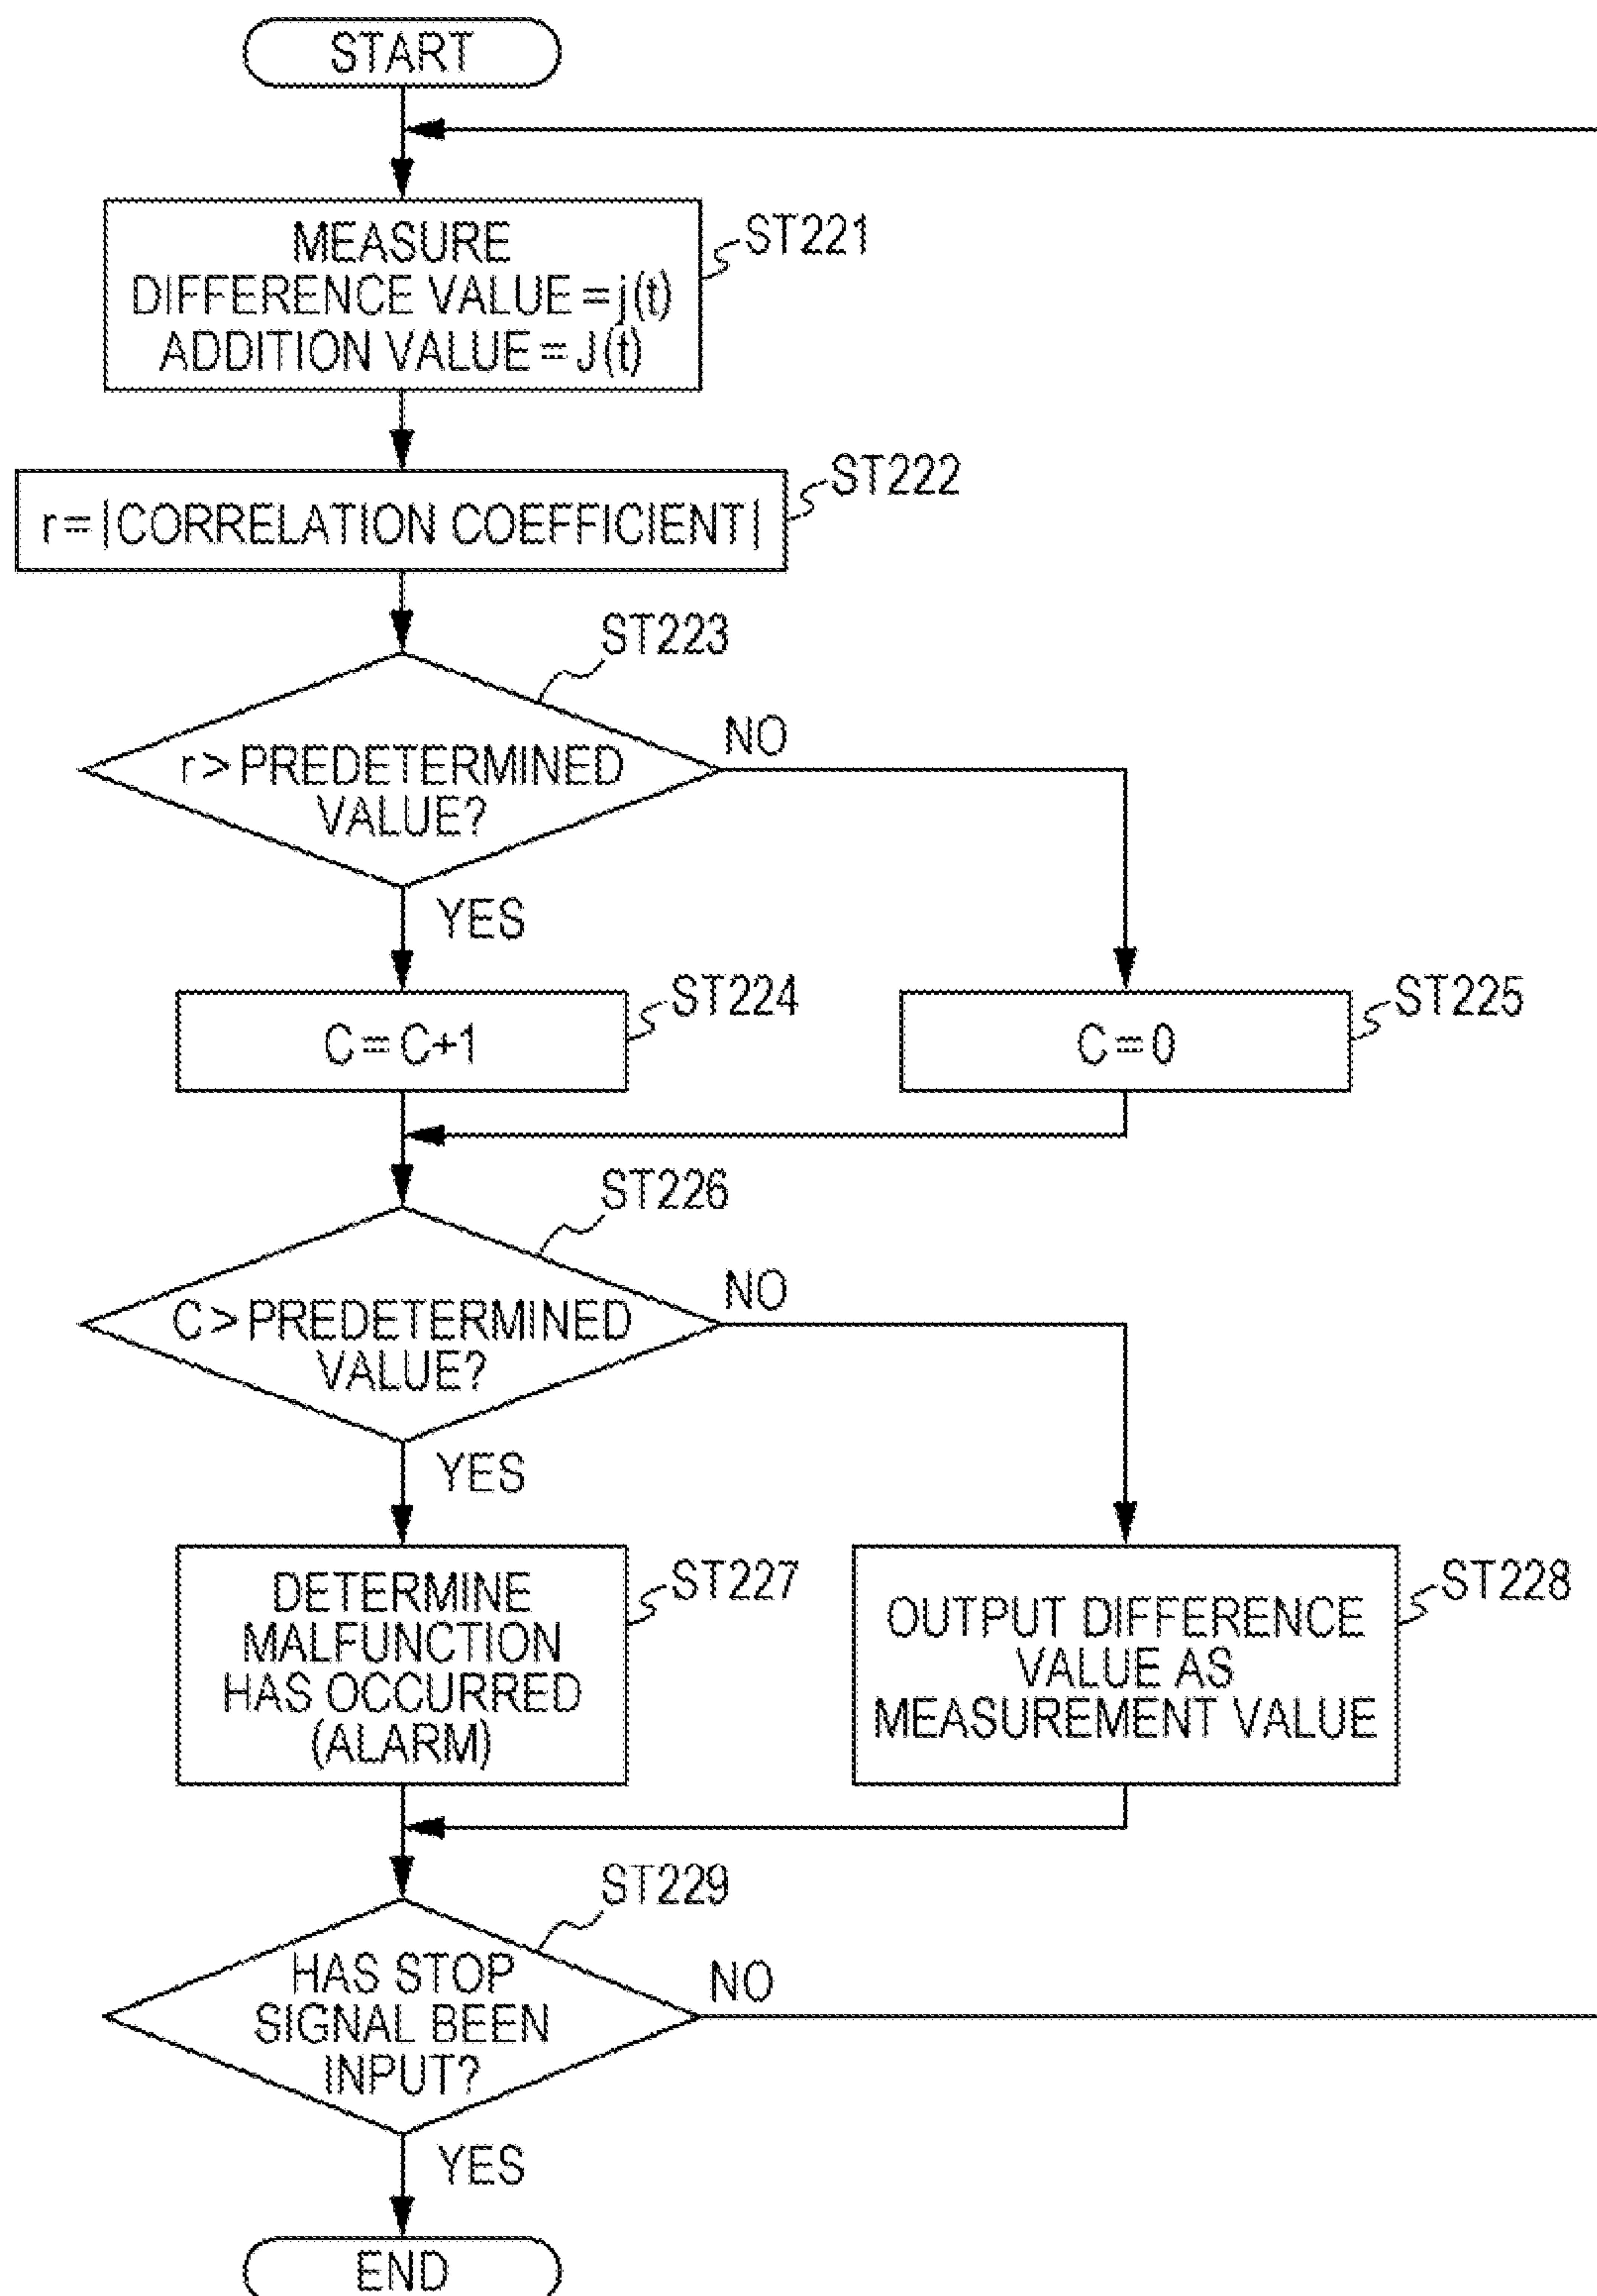 START
MEASURE
DIFFERENCE VALUE = j(t)
ADDITION VALUE = J(t)
ST221
r = |CORRELATION COEFFICIENT|
ST222
ST223
r > PREDETERMINED
VALUE?
NO
YES
C = C+1
ST224
C = 0
ST225
ST226
C > PREDETERMINED
VALUE?
NO
YES
DETERMINE
MALFUNCTION
HAS OCCURRED
(ALARM)
ST227
OUTPUT DIFFERENCE
VALUE AS
MEASUREMENT VALUE
ST228
ST229
HAS STOP
SIGNAL BEEN
INPUT?
NO
YES
END